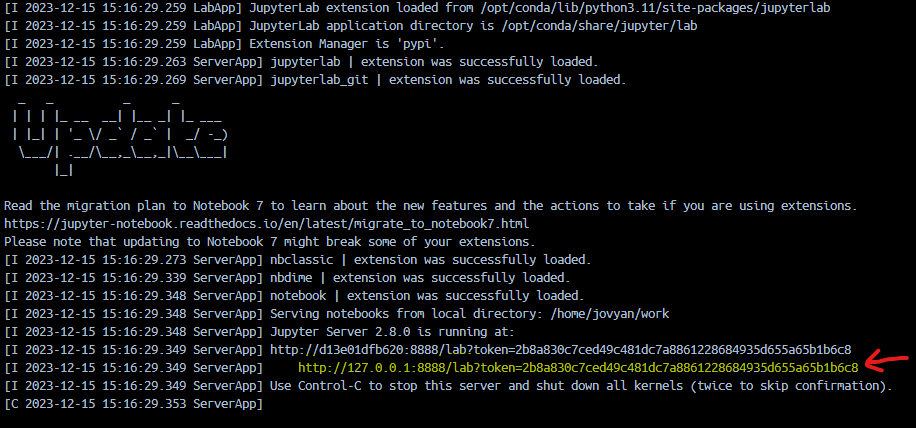 [I 2023-12-15 15:16:29.259 LabApp] JupyterLab extension loaded from /opt/conda/lib/python3.11/site-packages/jupyterlab
[I 2023-12-15 15:16:29.259 LabApp] JupyterLab application directory is /opt/conda/share/jupyter/lab
[I 2023-12-15 15:16:29.259 LabApp] Extension Manager is 'pypi'.
[I 2023-12-15 15:16:29.263 ServerApp] jupyterlab | extension was successfully loaded.
[I 2023-12-15 15:16:29.269 ServerApp] jupyterlab_git | extension was successfully loaded.
  _   _          _      _
 | | | |_ __  __| |__ _| |_ ___
 | |_| | '_ \/ _` / _` |  _/ -_)
  \___/| .__/\__,_\__,_|\__\___|
       |_|
Read the migration plan to Notebook 7 to learn about the new features and the actions to take if you are using extensions.
https://jupyter-notebook.readthedocs.io/en/latest/migrate_to_notebook7.html
Please note that updating to Notebook 7 might break some of your extensions.
[I 2023-12-15 15:16:29.273 ServerApp] nbclassic | extension was successfully loaded.
[I 2023-12-15 15:16:29.339 ServerApp] nbdime | extension was successfully loaded.
[I 2023-12-15 15:16:29.348 ServerApp] notebook | extension was successfully loaded.
[I 2023-12-15 15:16:29.348 ServerApp] Serving notebooks from local directory: /home/jovyan/work
[I 2023-12-15 15:16:29.348 ServerApp] Jupyter Server 2.8.0 is running at:
[I 2023-12-15 15:16:29.349 ServerApp] http://d13e01dfb620:8888/lab?token=2b8a830c7ced49c481dc7a8861228684935d655a65b1b6c8
[I 2023-12-15 15:16:29.349 ServerApp]     http://127.0.0.1:8888/lab?token=2b8a830c7ced49c481dc7a8861228684935d655a65b1b6c8
[I 2023-12-15 15:16:29.349 ServerApp] Use Control-C to stop this server and shut down all kernels (twice to skip confirmation).
[C 2023-12-15 15:16:29.353 ServerApp]